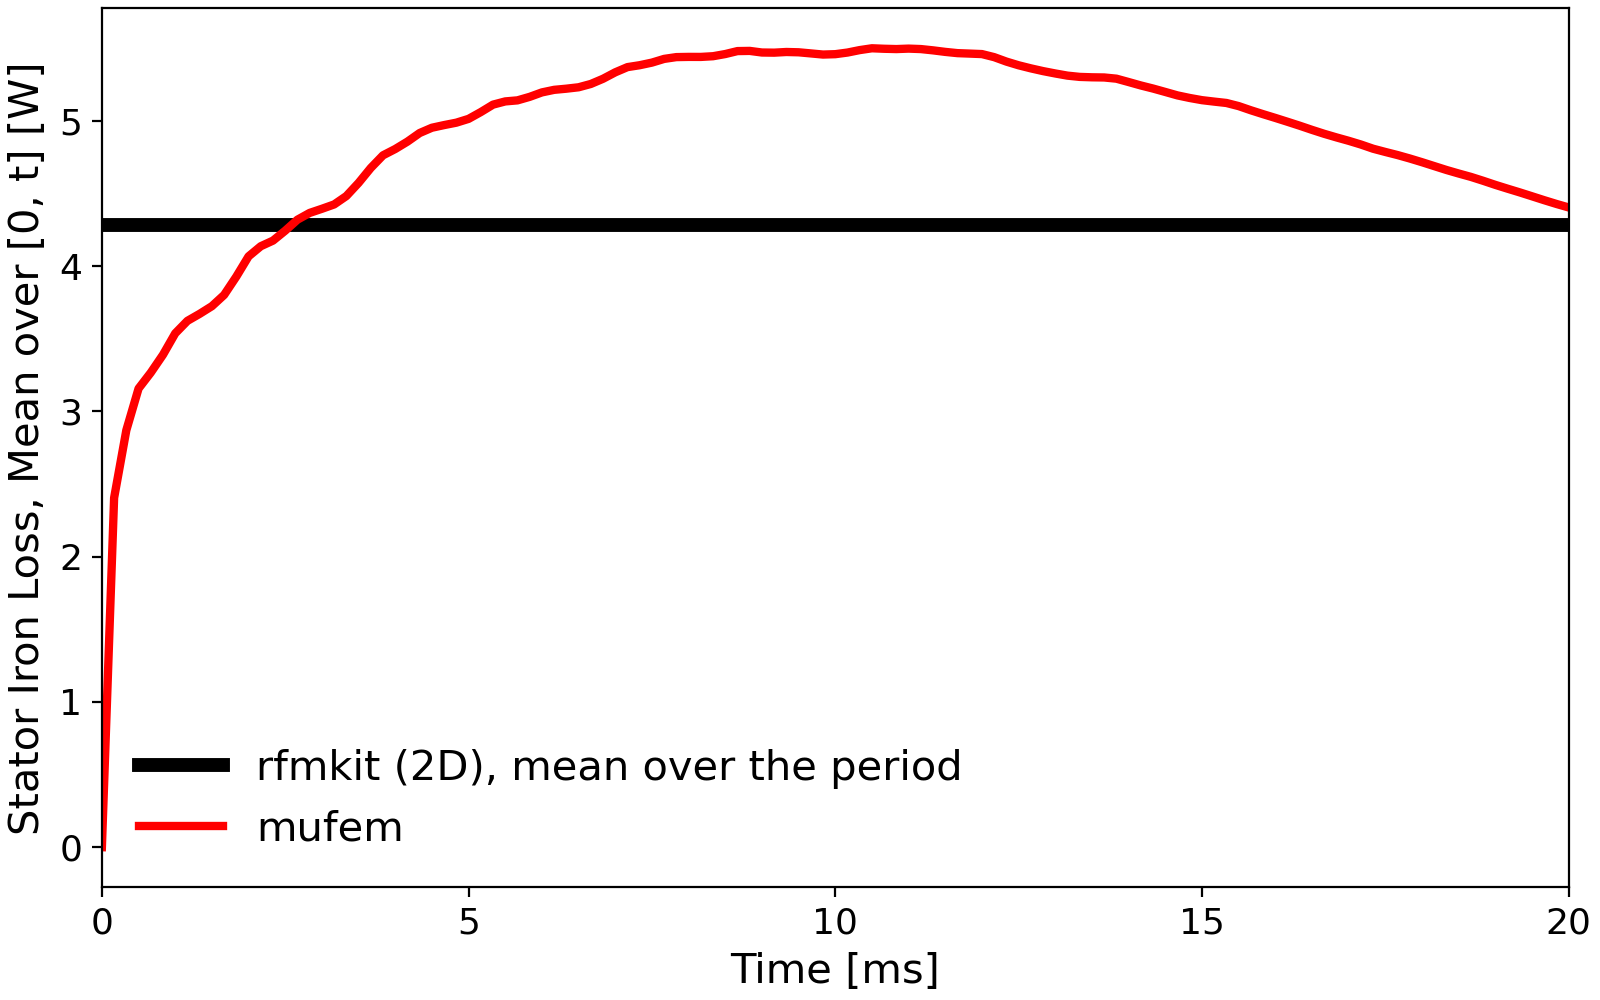 Stator Iron Loss, Mean over [0, t] [W]
5
4
3
2
1
0
rfmkit (2D), mean over the period
mufem
0 5 10 15 20
Time [ms]